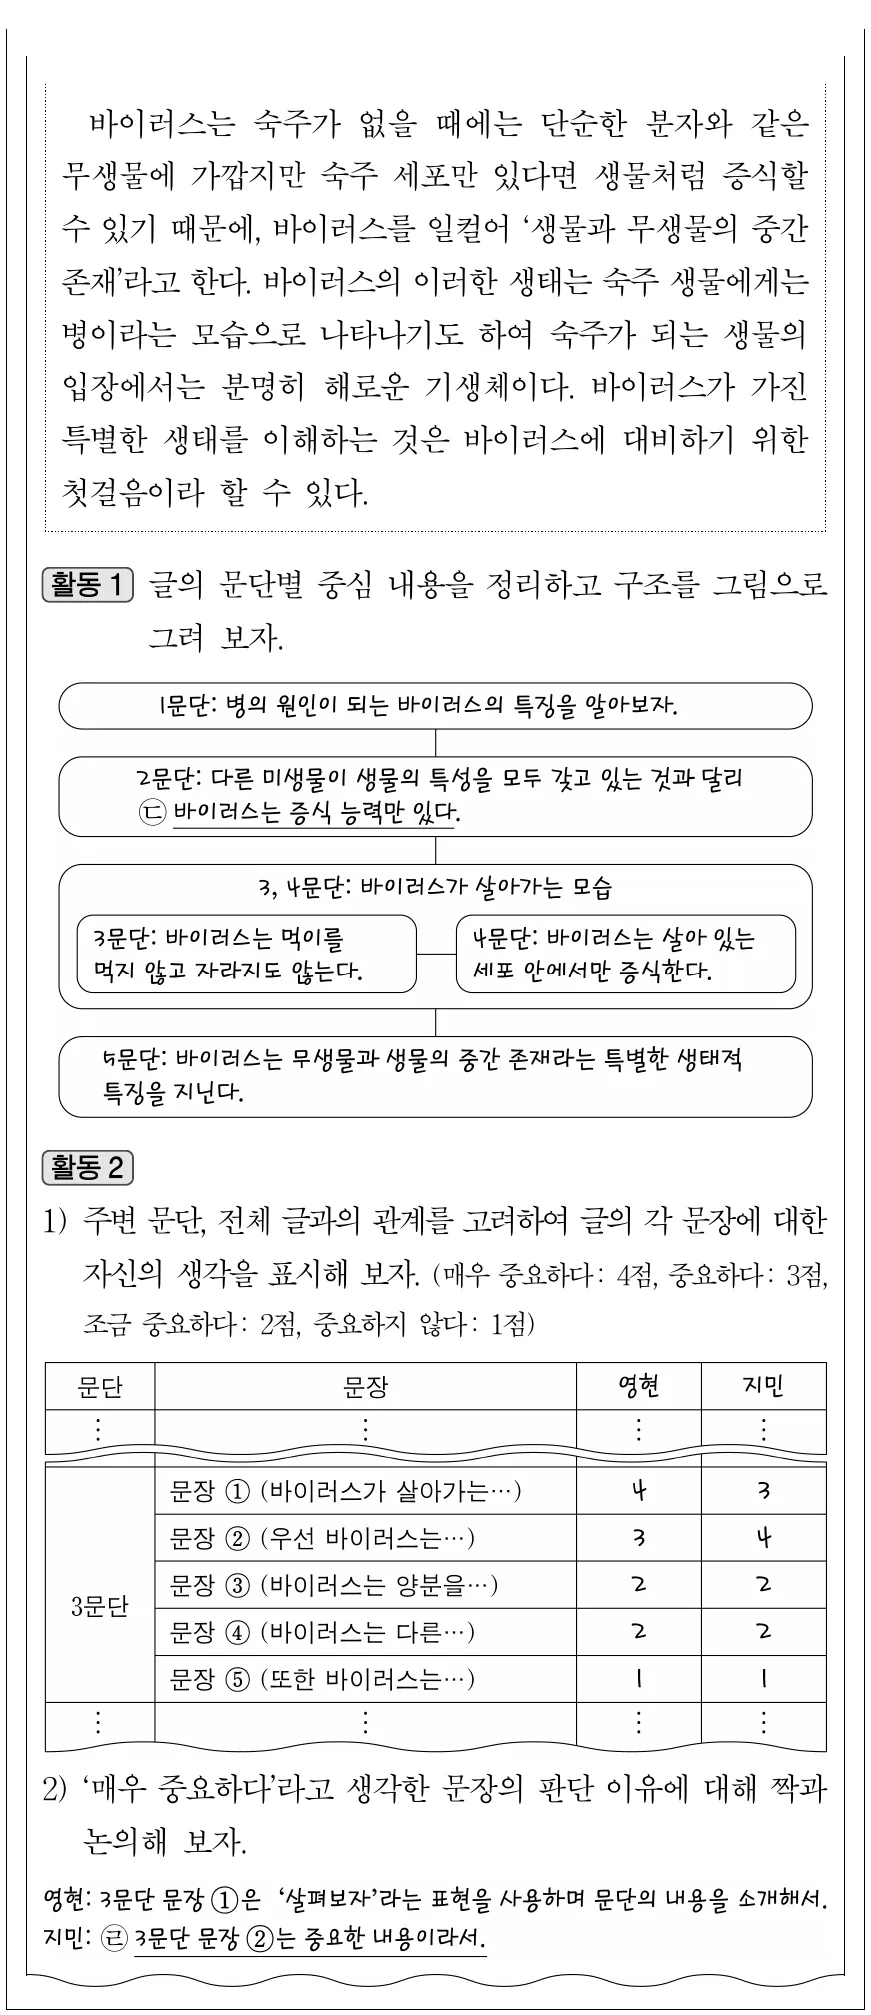 바이러스는 숙주가 없을 때에는 단순한 분자와 같은
무생물에 가깝지만 숙주 세포만 있다면 생물처럼 증식할
수 있기 때문에, 바이러스를 일컬어 ‘생물과 무생물의 중간
존재’라고 한다. 바이러스의 이러한 생태는 숙주 생물에게는
병이라는 모습으로 나타나기도 하여 숙주가 되는 생물의
입장에서는 분명히 해로운 기생체이다. 바이러스가 가진
특별한 생태를 이해하는 것은 바이러스에 대비하기 위한
첫걸음이라 할 수 있다.
활동 1 글의 문단별 중심 내용을 정리하고 구조를 그림으로
그려 보자.
1문단: 병의 원인이 되는 바이러스의 특징을 알아보자.
2문단: 다른 미생물이 생물의 특성을 모두 갖고 있는 것과 달리
㉢ 바이러스는 증식 능력만 있다.
3, 4문단: 바이러스가 살아가는 모습
3문단: 바이러스는 먹이를
먹지 않고 자라지도 않는다.
4문단: 바이러스는 살아 있는
세포 안에서만 증식한다.
5문단: 바이러스는 무생물과 생물의 중간 존재라는 특별한 생태적
특징을 지닌다.
활동 2
1) 주변 문단, 전체 글과의 관계를 고려하여 글의 각 문장에 대한
자신의 생각을 표시해 보자. (매우 중요하다: 4점, 중요하다: 3점,
조금 중요하다: 2점, 중요하지 않다: 1점)
문단 문장 영현 지민
⋮ ⋮ ⋮ ⋮
문장 ① (바이러스가 살아가는…) 4 3
문장 ② (우선 바이러스는…) 3 4
문장 ③ (바이러스는 양분을…) 2 2
3문단
문장 ④ (바이러스는 다른…) 2 2
문장 ⑤ (또한 바이러스는…) 1 1
⋮ ⋮ ⋮ ⋮
2) ‘매우 중요하다’라고 생각한 문장의 판단 이유에 대해 짝과
논의해 보자.
영현: 3문단 문장 ①은 ‘살펴보자’라는 표현을 사용하며 문단의 내용을 소개해서.
지민: ㉣ 3문단 문장 ②는 중요한 내용이라서.